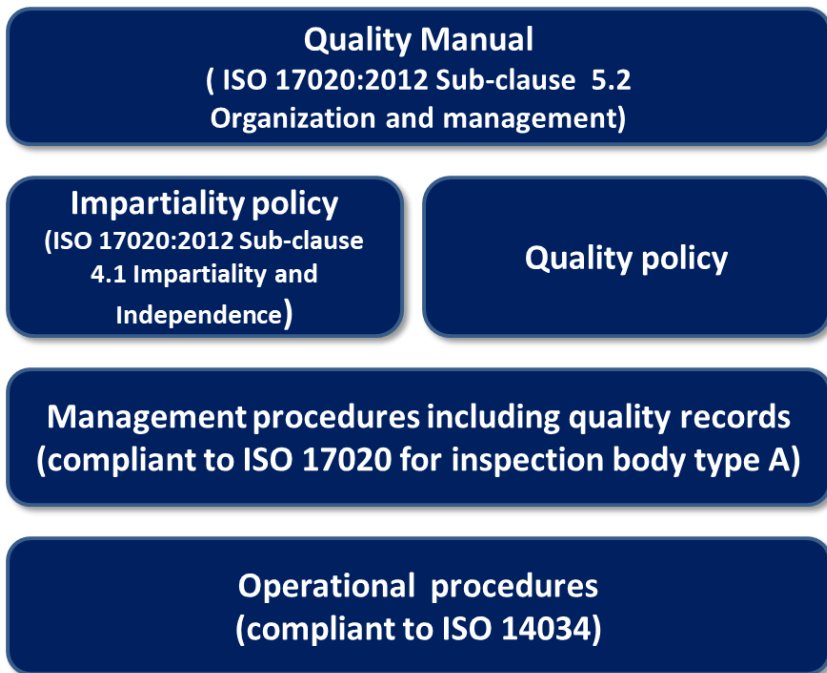 Quality Manual
( ISO 17020:2012 Sub-clause 5.2
Organization and management)
Impartiality policy
(ISO 17020:2012 Sub-clause
4.1 Impartiality and
Independence)
Quality policy
Management procedures including quality records
(compliant to ISO 17020 for inspection body type A)
Operational procedures
(compliant to ISO 14034)